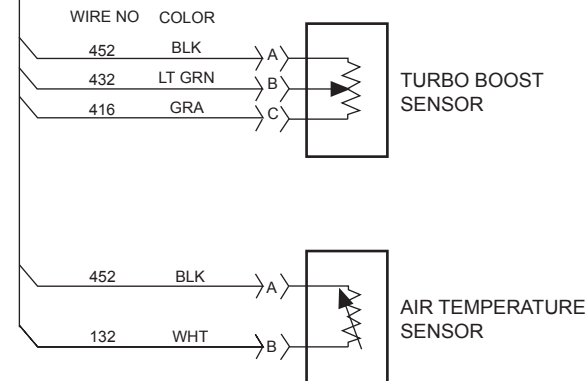 WIRE NO COLOR
452 BLK A
432 LT GRN B
416 GRA C
TURBO BOOST
SENSOR
452 BLK A
132 WHT B
AIR TEMPERATURE
SENSOR